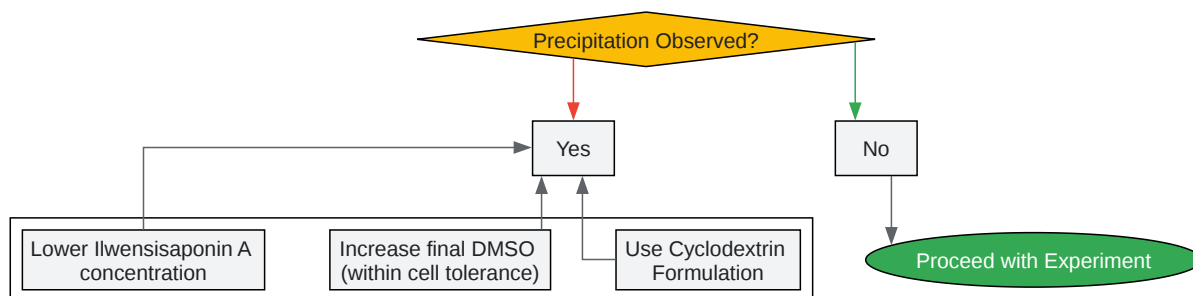 Precipitation Observed?
Yes
No
Lower Ilwensisaponin A
concentration
Increase final DMSO
(within cell tolerance)
Use Cyclodextrin
Formulation
Proceed with Experiment